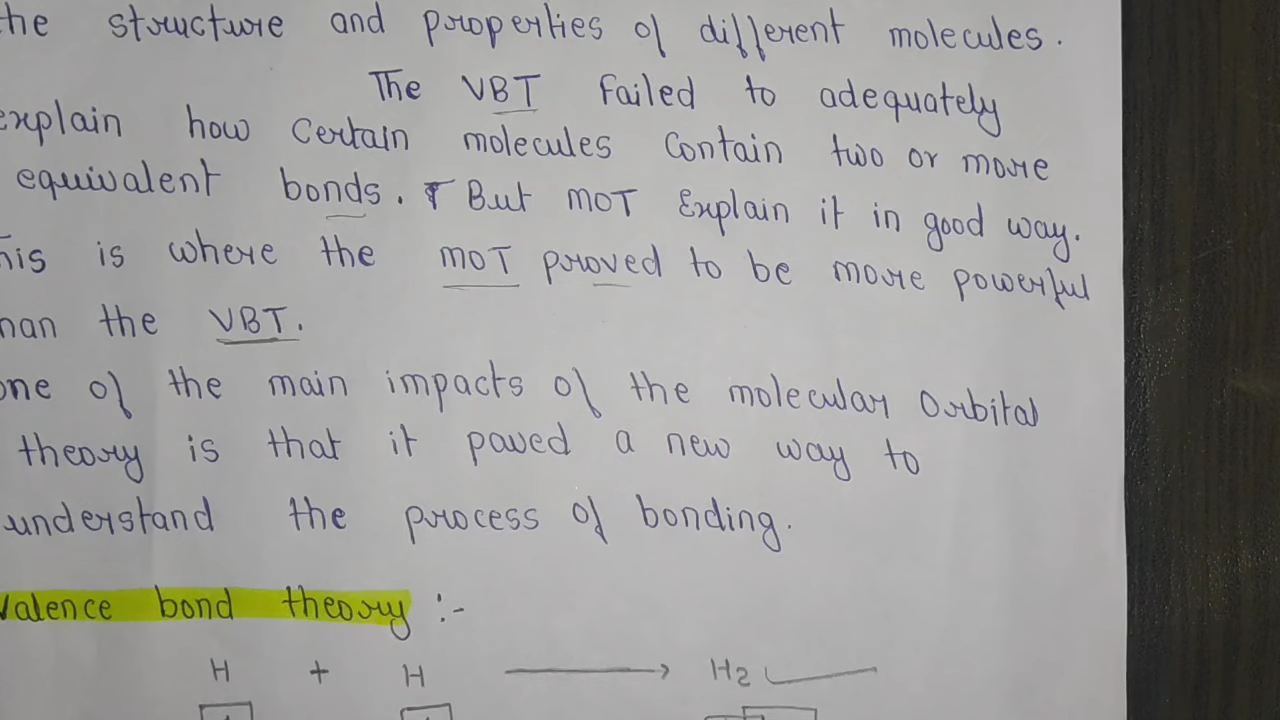 the structure and properties of different molecules.
The VBT Failed to adequately
explain how certain molecules contain two or more
equivalent bonds. But MOT Explain it in good way.
his is where the MOT proved to be more powerful
han the VBT.
one of the main impacts of the molecular orbital
theory is that it paved a new way to
understand the process of bonding.
Valence bond theory :-
H + H → H2